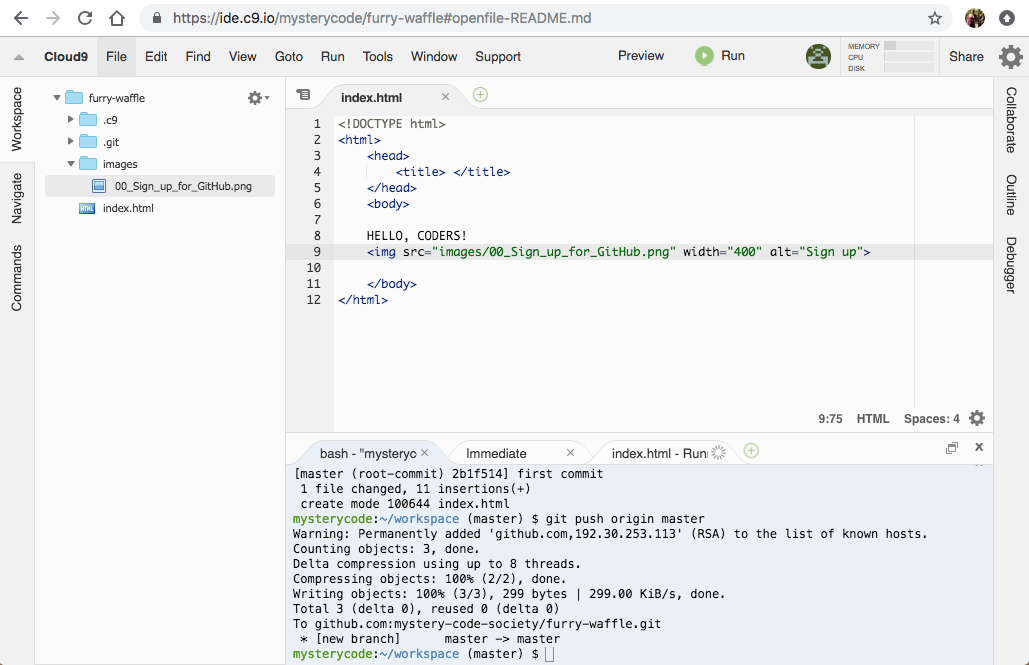 https://ide.c9.io/mysterycode/furry-waffle#openfile-README.md
Cloud9 File Edit Find View Goto Run Tools Window Support Preview Run MEMORY CPU DISK Share
Workspace
Navigate
Commands
furry-waffle
.c9
.git
images
00_Sign_up_for_GitHub.png
HTML index.html
index.html
1 <!DOCTYPE html>
2 <html>
3 <head>
4 <title> </title>
5 </head>
6 <body>
7
8 HELLO, CODERS!
9 <img src="images/00_Sign_up_for_GitHub.png" width="400" alt="Sign up">
10
11 </body>
12 </html>
9:75 HTML Spaces: 4
Collaborate
Outline
Debugger
bash - "mysteryc Immediate index.html - Runi
[master (root-commit) 2b1f514] first commit
1 file changed, 11 insertions(+)
create mode 100644 index.html
mysterycode:~/workspace (master) $ git push origin master
Warning: Permanently added 'github.com,192.30.253.113' (RSA) to the list of known hosts.
Counting objects: 3, done.
Delta compression using up to 8 threads.
Compressing objects: 100% (2/2), done.
Writing objects: 100% (3/3), 299 bytes | 299.00 KiB/s, done.
Total 3 (delta 0), reused 0 (delta 0)
To github.com:mystery-code-society/furry-waffle.git
* [new branch] master -> master
mysterycode:~/workspace (master) $